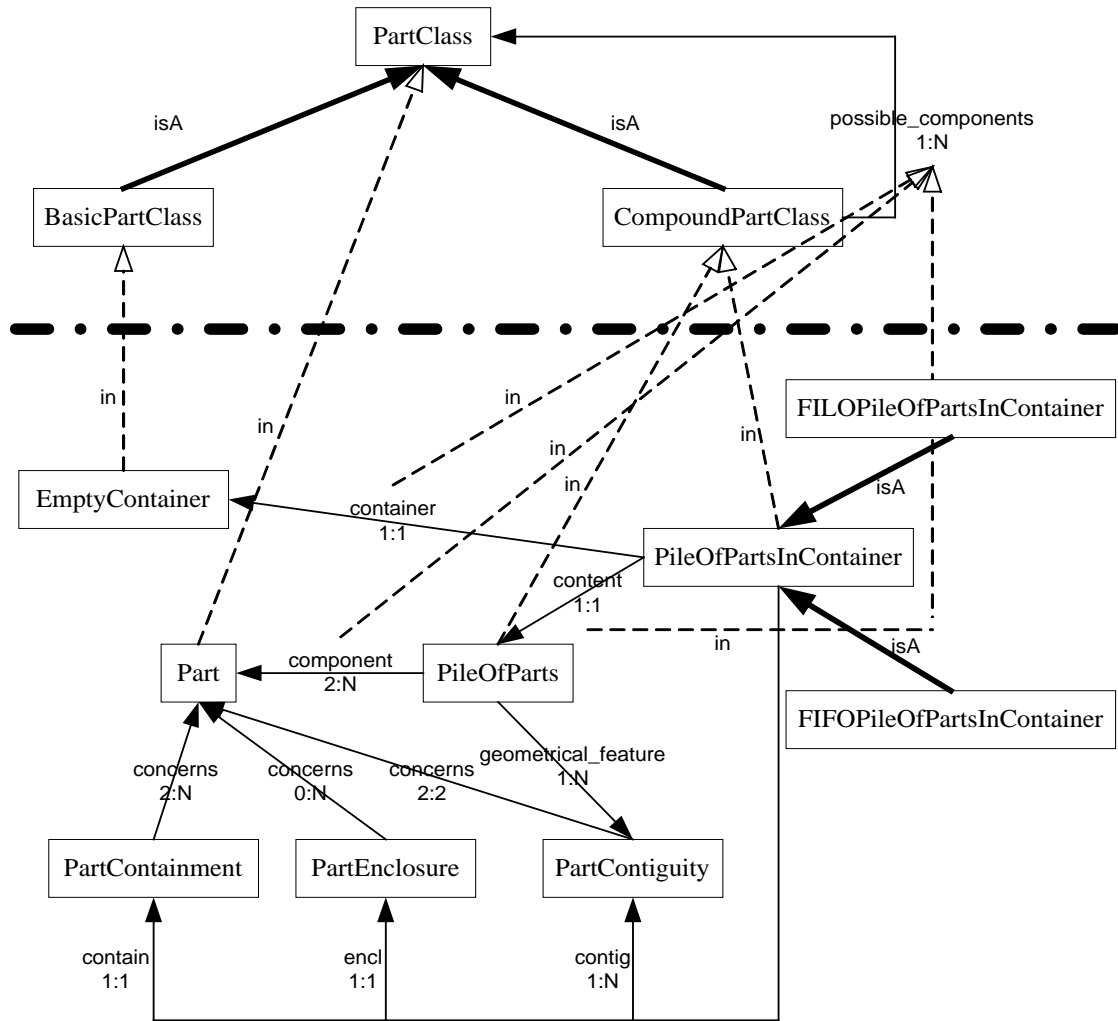 PartClass
isA
isA
possible_components
1:N
BasicPartClass
CompoundPartClass
in
in
in
in
in
in
FILOPileOfPartsInContainer
isA
EmptyContainer
container
1:1
PileOfPartsInContainer
content
1:1
in
isA
Part
component
2:N
PileOfParts
FIFOPileOfPartsInContainer
geometrical_feature
1:N
concerns
2:N
concerns
0:N
concerns
2:2
PartContainment
PartEnclosure
PartContiguity
contain
1:1
encl
1:1
contig
1:N